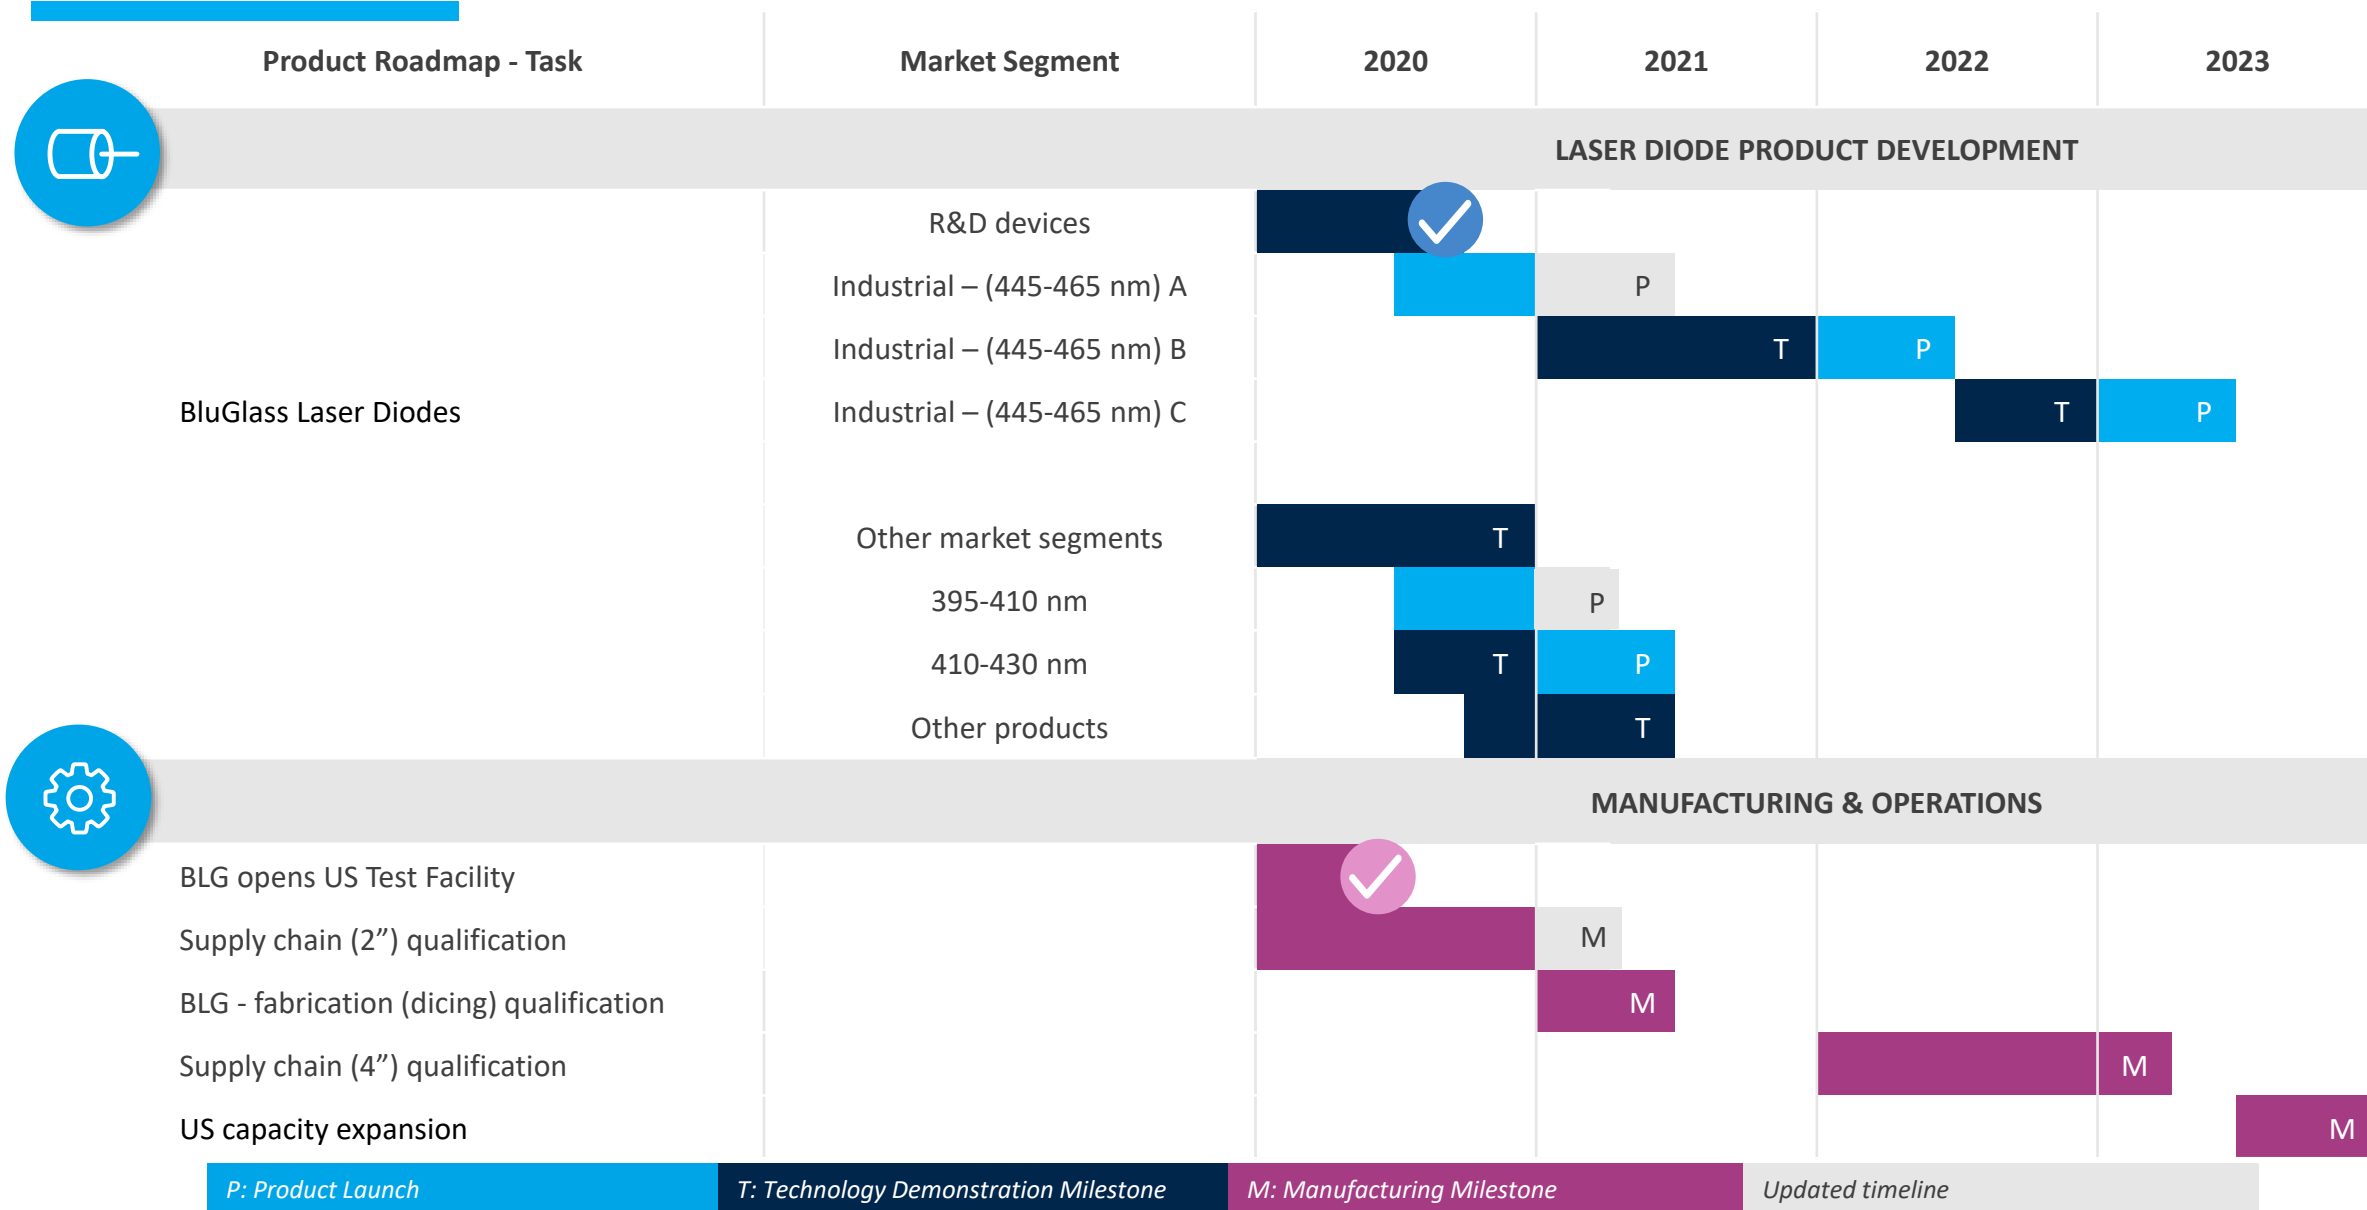 Product Roadmap - Task Market Segment 2020 2021 2022 2023
LASER DIODE PRODUCT DEVELOPMENT
R&D devices
Industrial – (445-465 nm) A P
Industrial – (445-465 nm) B T P
BluGlass Laser Diodes Industrial – (445-465 nm) C T P
Other market segments T
395-410 nm P
410-430 nm T P
Other products T
MANUFACTURING & OPERATIONS
BLG opens US Test Facility
Supply chain (2”) qualification M
BLG - fabrication (dicing) qualification M
Supply chain (4”) qualification M
US capacity expansion M
P: Product Launch T: Technology Demonstration Milestone M: Manufacturing Milestone Updated timeline